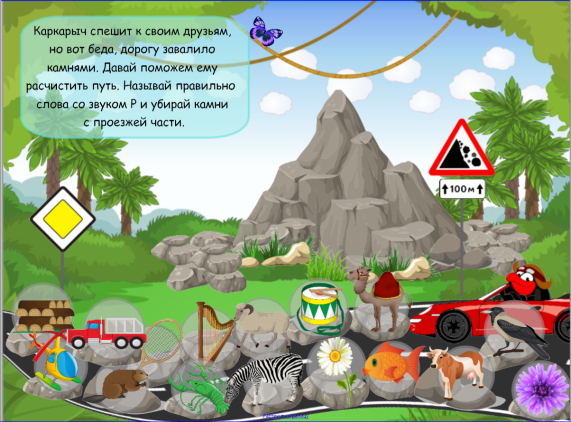 Каркарыч спешит к своим друзьям,
но вот беда, дорогу завалило
камнями. Давай поможем ему
расчистить путь. Называй правильно
слова со звуком Р и убирай камни
с проезжей части.
100м